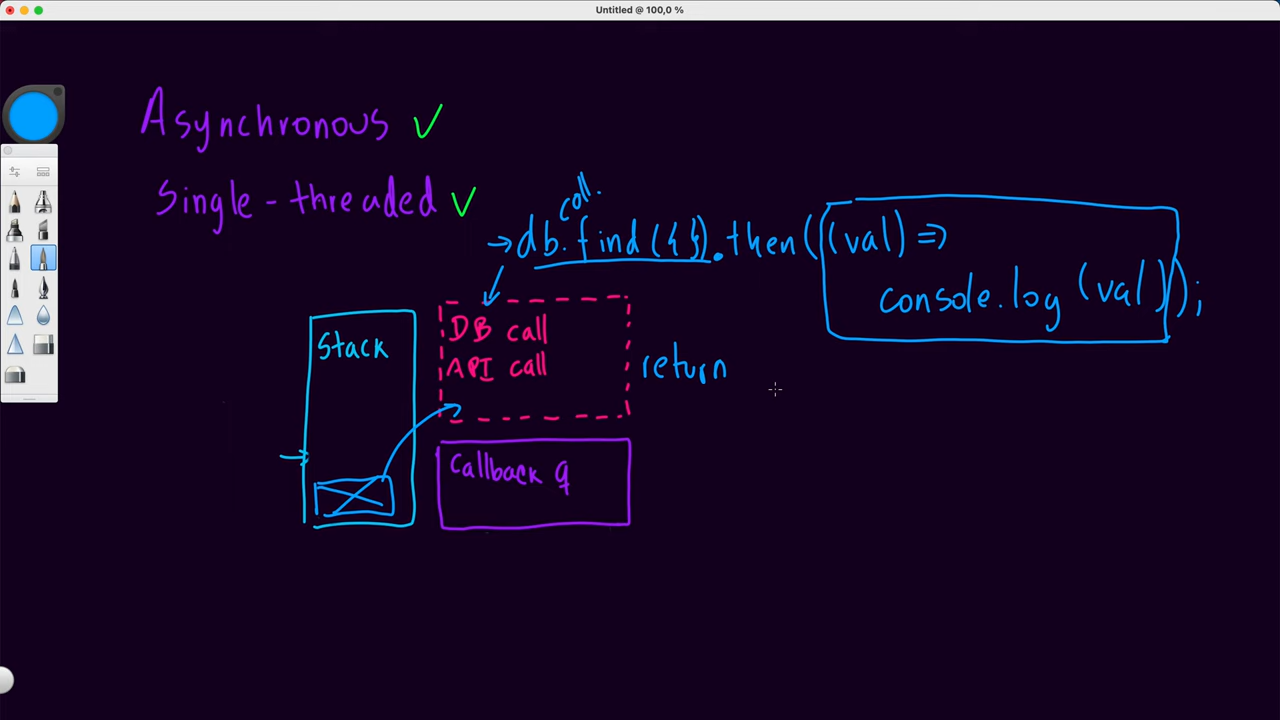 Untitled @ 100,0 %
Asynchronous
Single-threaded
coll.
db.find({}).then((val) =>
console.log(val));
Stack
DB call
API call
return
Callback q